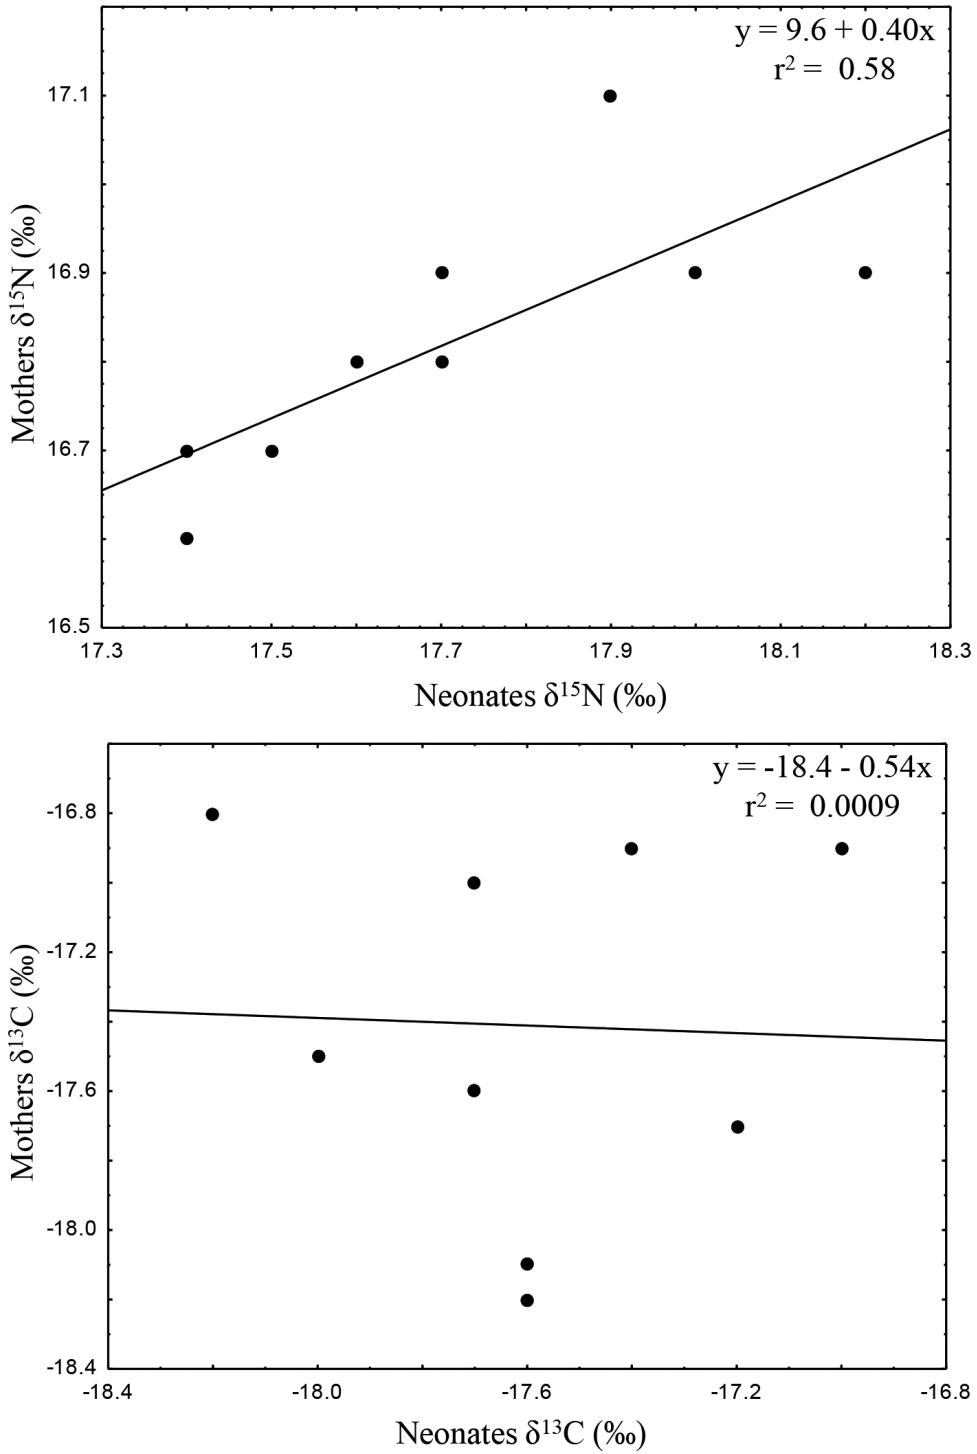 y = 9.6 + 0.40x
r² = 0.58
17.1
16.9
16.7
16.5
Mothers δ¹⁵N (‰)
17.3 17.5 17.7 17.9 18.1 18.3
Neonates δ¹⁵N (‰)
y = -18.4 - 0.54x
r² = 0.0009
-16.8
-17.2
-17.6
-18.0
-18.4
Mothers δ¹³C (‰)
-18.4 -18.0 -17.6 -17.2 -16.8
Neonates δ¹³C (‰)